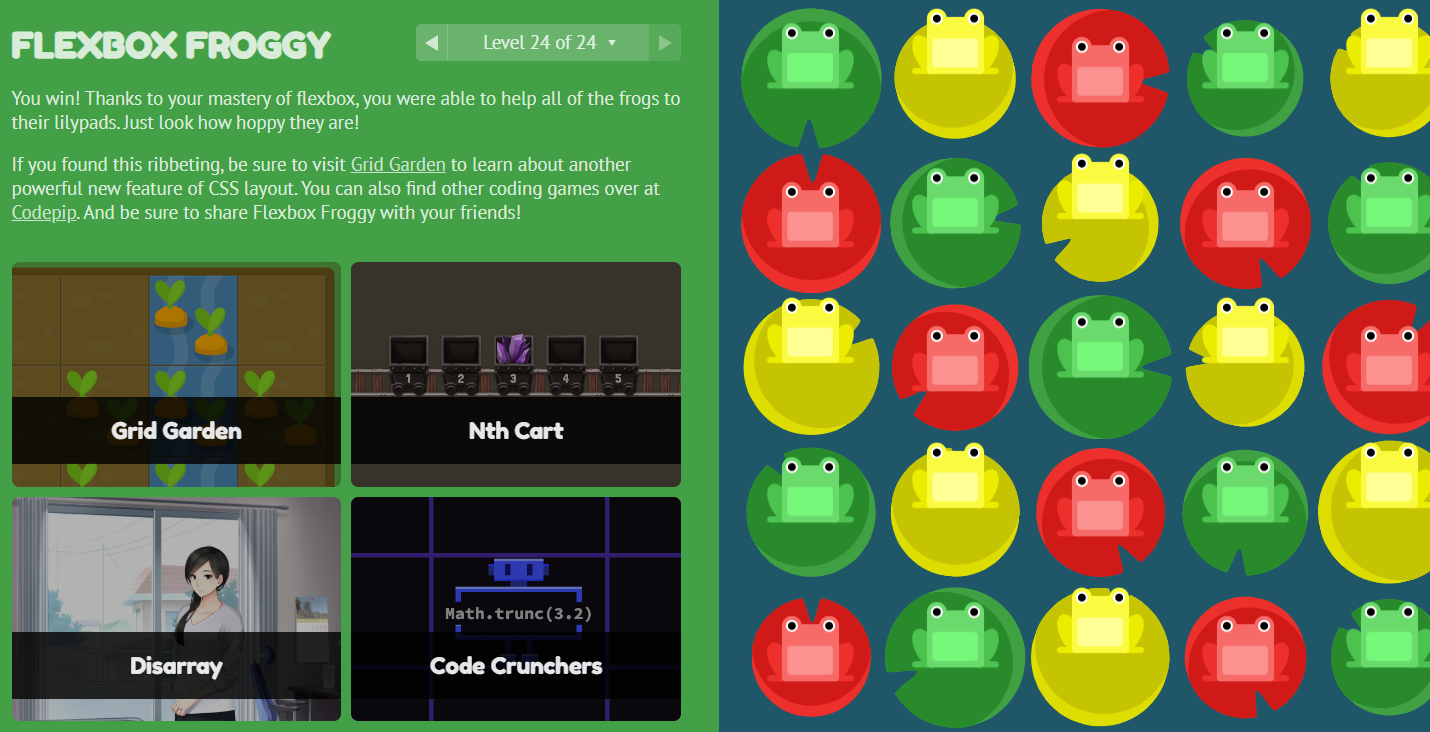 FLEXBOX FROGGY
Level 24 of 24
You win! Thanks to your mastery of flexbox, you were able to help all of the frogs to
their lilypads. Just look how hoppy they are!
If you found this ribbeting, be sure to visit Grid Garden to learn about another
powerful new feature of CSS layout. You can also find other coding games over at
Codepip. And be sure to share Flexbox Froggy with your friends!
Grid Garden
1 2 3 4 5
Nth Cart
Disarray
Math.trunc(3.2)
Code Crunchers